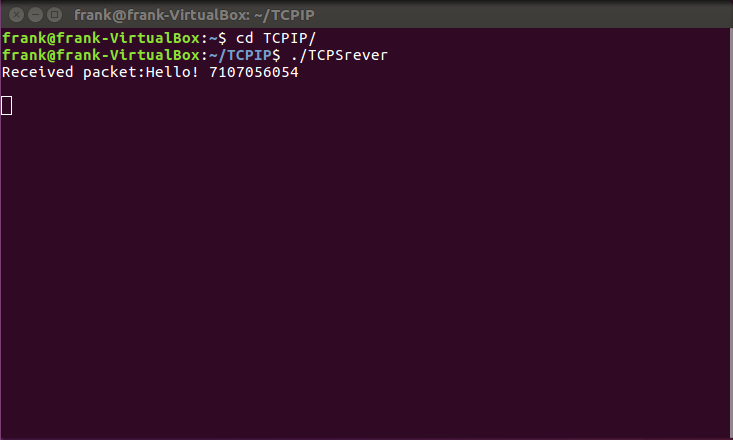 frank@frank-VirtualBox: ~/TCPIP
frank@frank-VirtualBox:~$ cd TCPIP/
frank@frank-VirtualBox:~/TCPIP$ ./TCPSrever
Received packet:Hello! 7107056054